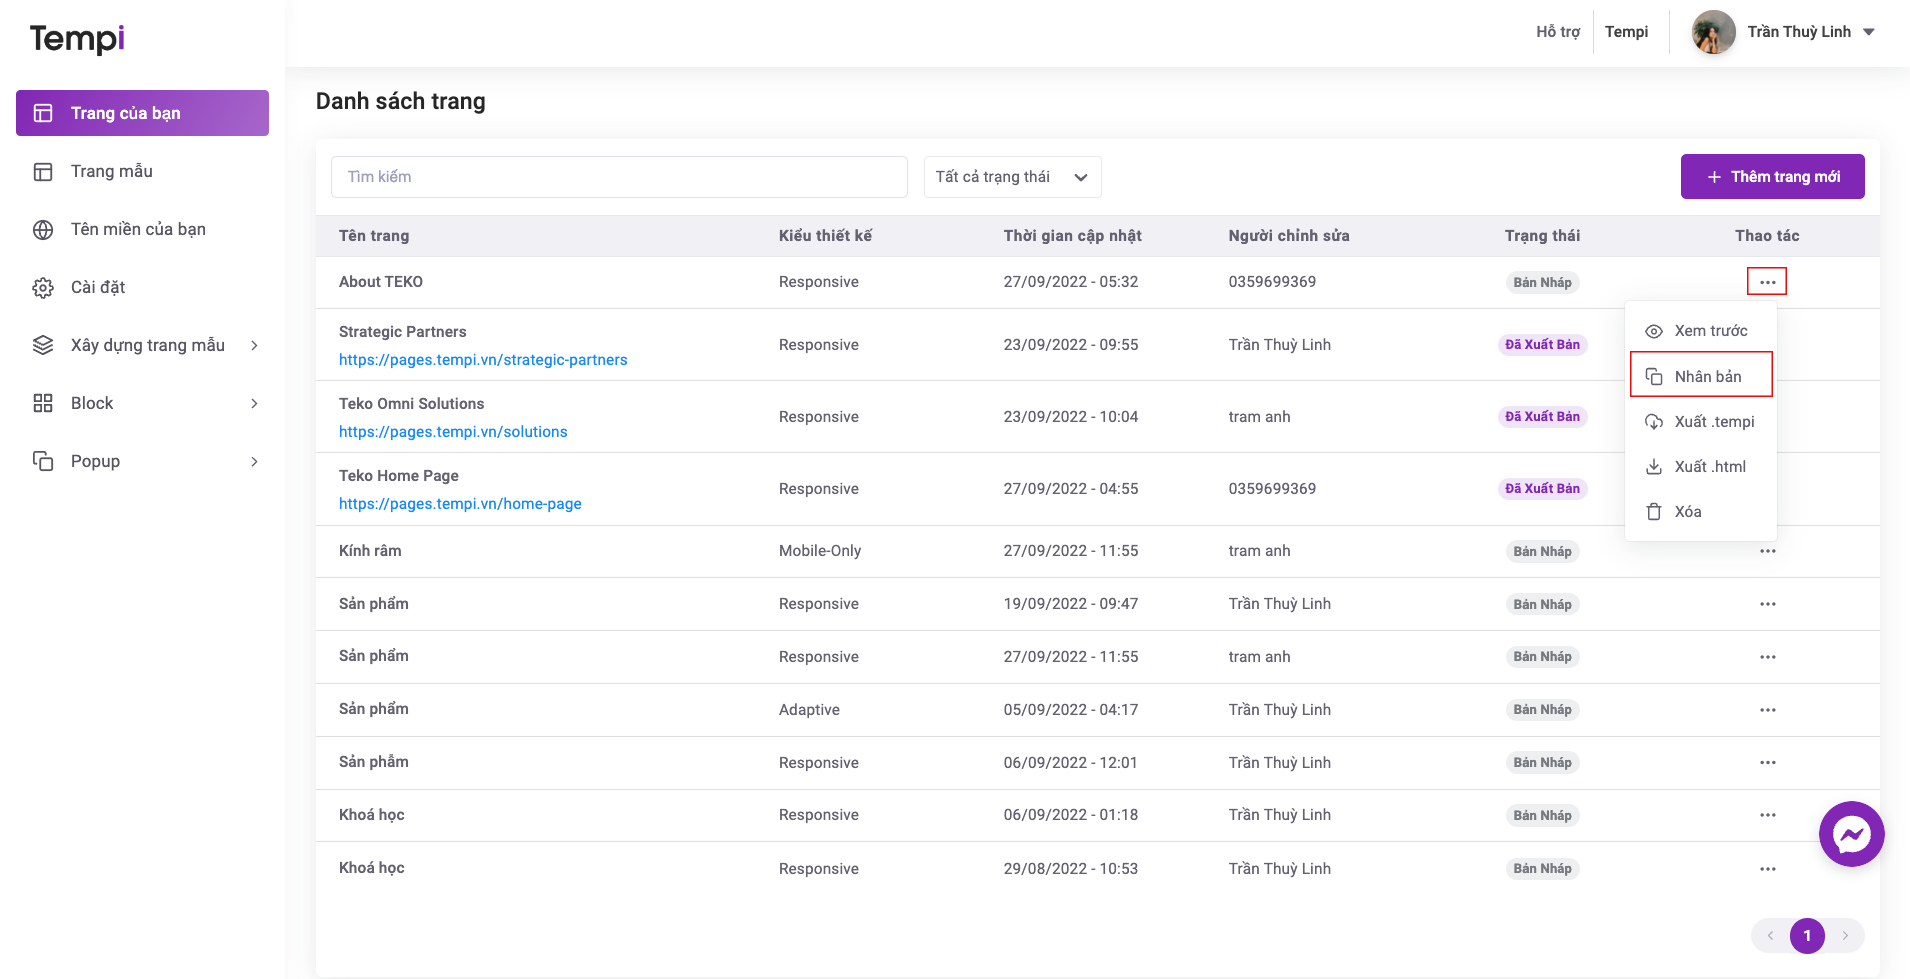 Tempi
Hỗ trợ
Tempi
Trần Thuỳ Linh
Trang của bạn
Trang mẫu
Tên miền của bạn
Cài đặt
Xây dựng trang mẫu
Block
Popup
Danh sách trang
Tìm kiếm
Tất cả trạng thái
+ Thêm trang mới
Tên trang Kiểu thiết kế Thời gian cập nhật Người chỉnh sửa Trạng thái Thao tác
About TEKO Responsive 27/09/2022 - 05:32 0359699369 Bản Nháp
Strategic Partners
https://pages.tempi.vn/strategic-partners
Responsive 23/09/2022 - 09:55 Trần Thuỳ Linh Đã Xuất Bản
Teko Omni Solutions
https://pages.tempi.vn/solutions
Responsive 23/09/2022 - 10:04 tram anh Đã Xuất Bản
Teko Home Page
https://pages.tempi.vn/home-page
Responsive 27/09/2022 - 04:55 0359699369 Đã Xuất Bản
Xem trước
Nhân bản
Xuất .tempi
Xuất .html
Xóa
Kính râm Mobile-Only 27/09/2022 - 11:55 tram anh Bản Nháp
Sản phẩm Responsive 19/09/2022 - 09:47 Trần Thuỳ Linh Bản Nháp
Sản phẩm Responsive 27/09/2022 - 11:55 tram anh Bản Nháp
Sản phẩm Adaptive 05/09/2022 - 04:17 Trần Thuỳ Linh Bản Nháp
Sản phẩm Responsive 06/09/2022 - 12:01 Trần Thuỳ Linh Bản Nháp
Khoá học Responsive 06/09/2022 - 01:18 Trần Thuỳ Linh Bản Nháp
Khoá học Responsive 29/08/2022 - 10:53 Trần Thuỳ Linh Bản Nháp
1